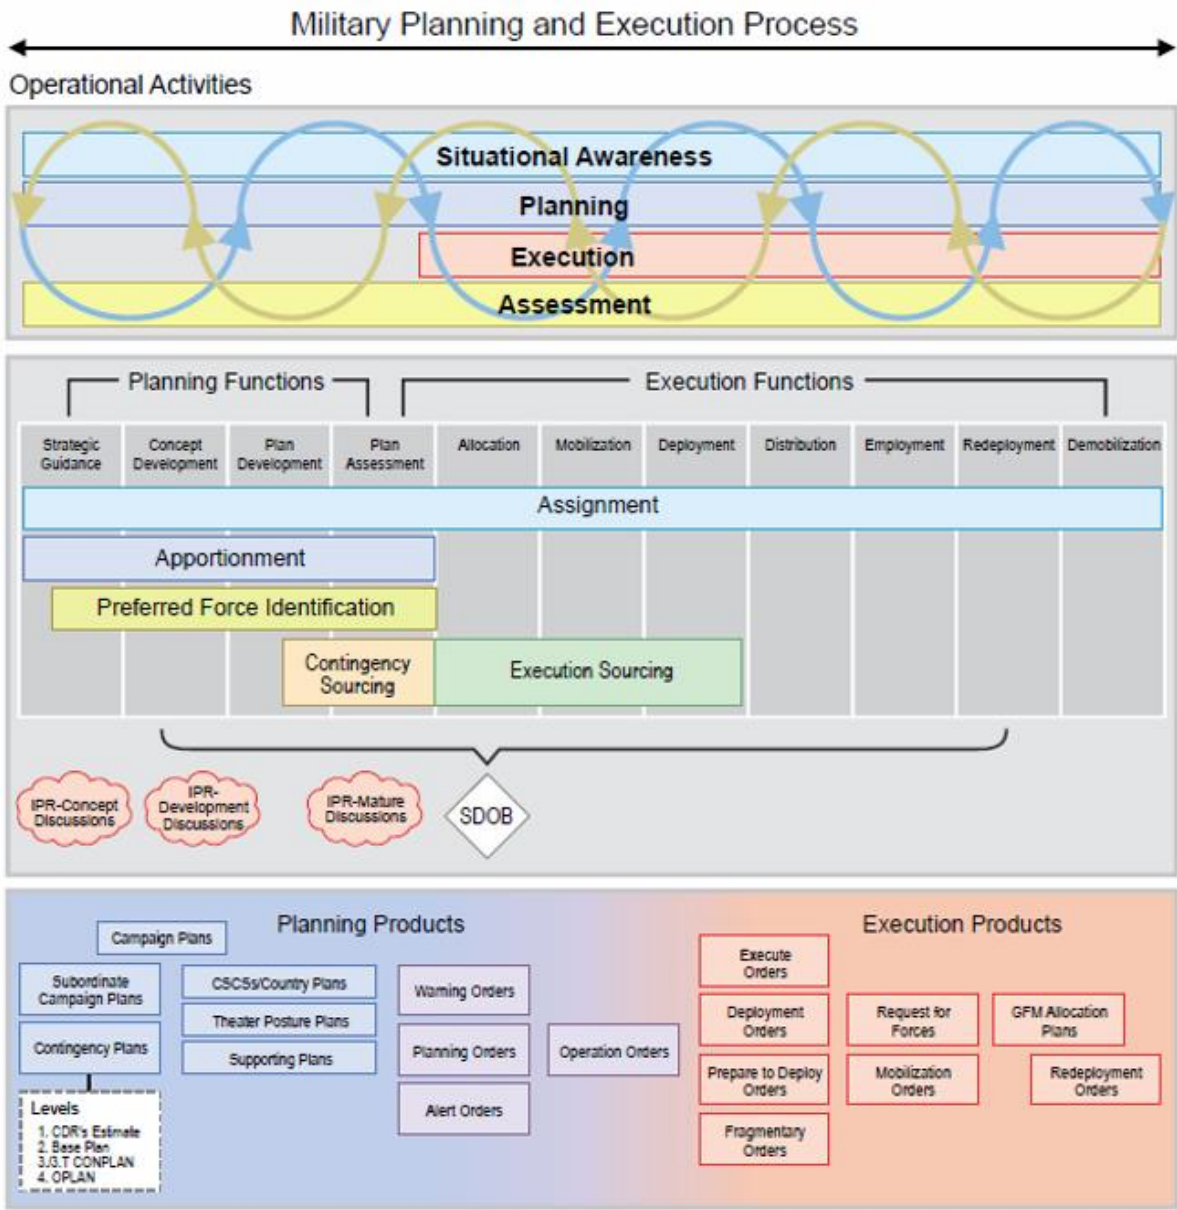 Military Planning and Execution Process
Operational Activities
Situational Awareness
Planning
Execution
Assessment
Planning Functions
Execution Functions
Strategic
Guidance
Concept
Development
Plan
Development
Plan
Assessment
Allocation
Mobilization
Deployment
Distribution
Employment
Redeployment
Demobilization
Assignment
Apportionment
Preferred Force Identification
Contingency
Sourcing
Execution Sourcing
IPR-Concept
Discussions
IPR-
Development
Discussions
IPR-Mature
Discussions
SDOB
Planning Products
Campaign Plans
Subordinate
Campaign Plans
Contingency Plans
Levels
1. CDR's Estimate
2. Base Plan
3./3.T CONPLAN
4. OPLAN
CSCSs/Country Plans
Theater Posture Plans
Supporting Plans
Warning Orders
Planning Orders
Alert Orders
Operation Orders
Execution Products
Execute
Orders
Deployment
Orders
Prepare to Deploy
Orders
Fragmentary
Orders
Request for
Forces
Mobilization
Orders
GFM Allocation
Plans
Redeployment
Orders